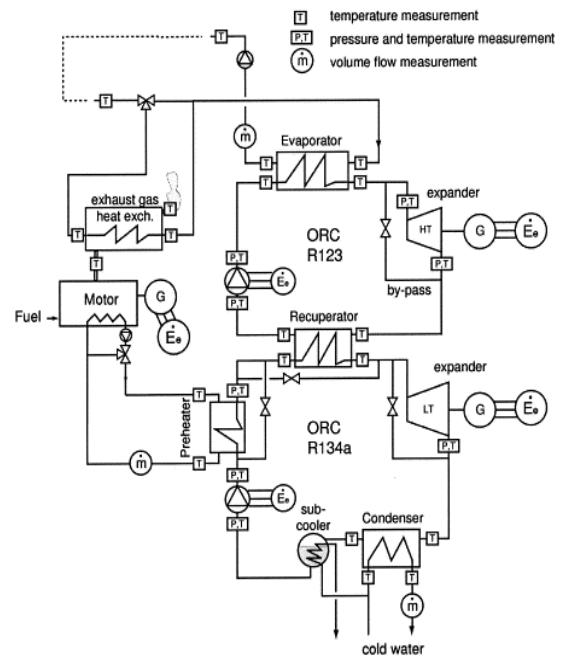 T temperature measurement
P,T pressure and temperature measurement
ṁ volume flow measurement
T
T
ṁ
Evaporator
T T
T T
exhaust gas
heat exch.
T
T T
T
expander
P,T
HT
G
Ėe
P,T
ORC
R123
by-pass
P,T
Ėe
P,T
Fuel
Motor
G
Ėe
Recuperator
T T
T T
expander
LT
G
Ėe
P,T
P,T
Preheater
T
T
ṁ
ORC
R134a
P,T
Ėe
P,T
sub-
cooler
Condenser
T T
T T
ṁ
cold water